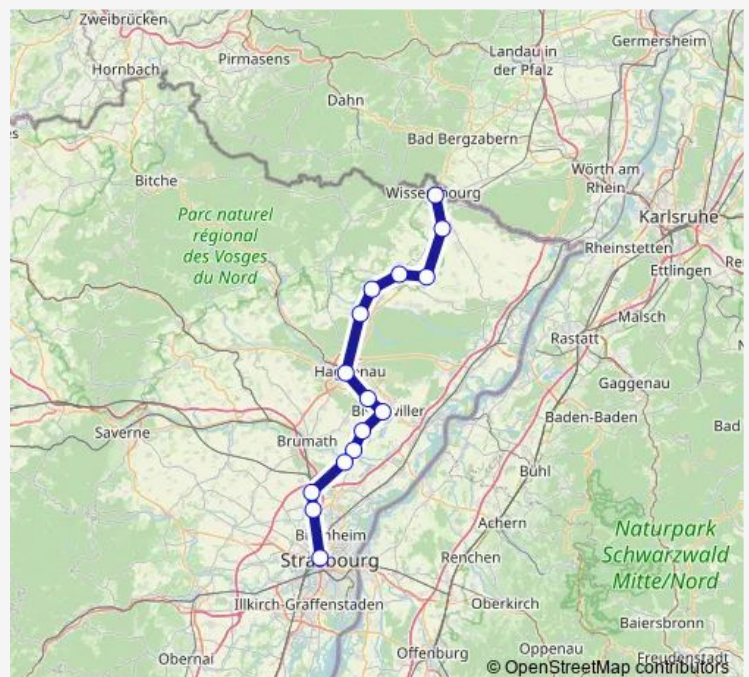 Zweibrücken
Germersheim
Landau in
der Pfalz
Pirmasens
Hornbach
Dahn
Bad Bergzabern
Wörth am
Rhein
Bitche
Karlsruhe
Parc naturel
régional
des Vosges
du Nord
Rheinstetten
Ettlingen
Malsch
Rastatt
Gaggenau
Baden-Baden
Bad
Saverne
Brumath
Bühl
Achern
Naturpark
Schwarzwald
Mitte/Nord
Renchen
Illkirch-Graffenstaden
Oberkirch
Baiersbronn
Obernai
Offenburg
Oppenau
© OpenStreetMap contributors